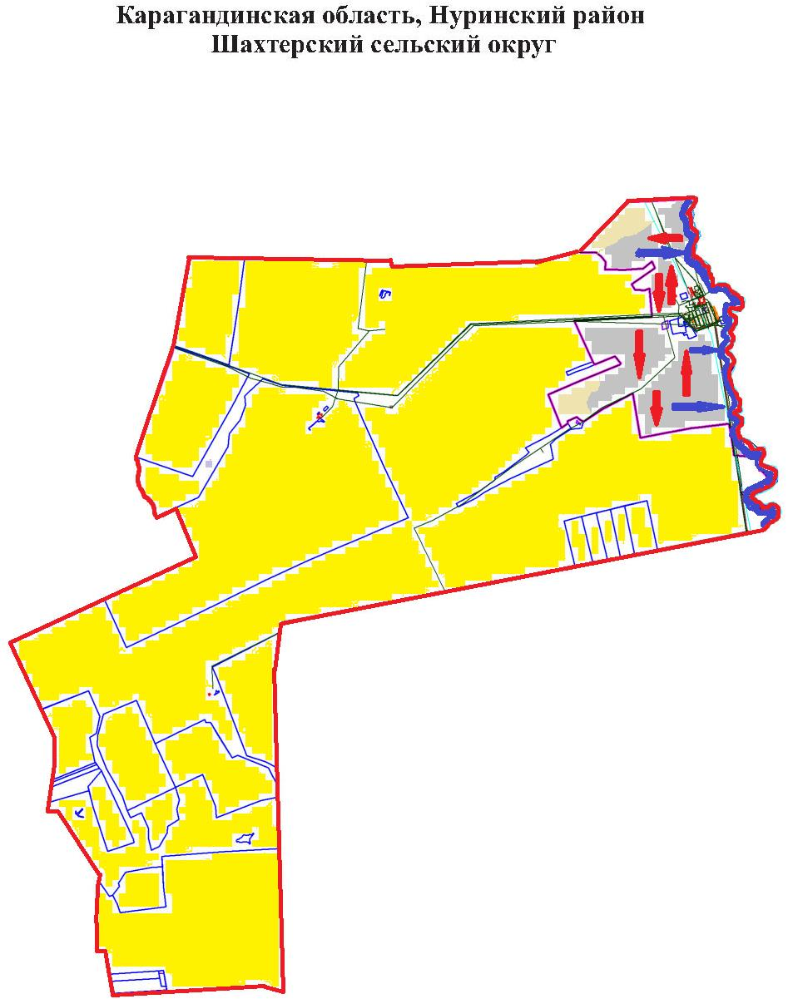 Карагандинская область, Нуринский район
Шахтерский сельский округ